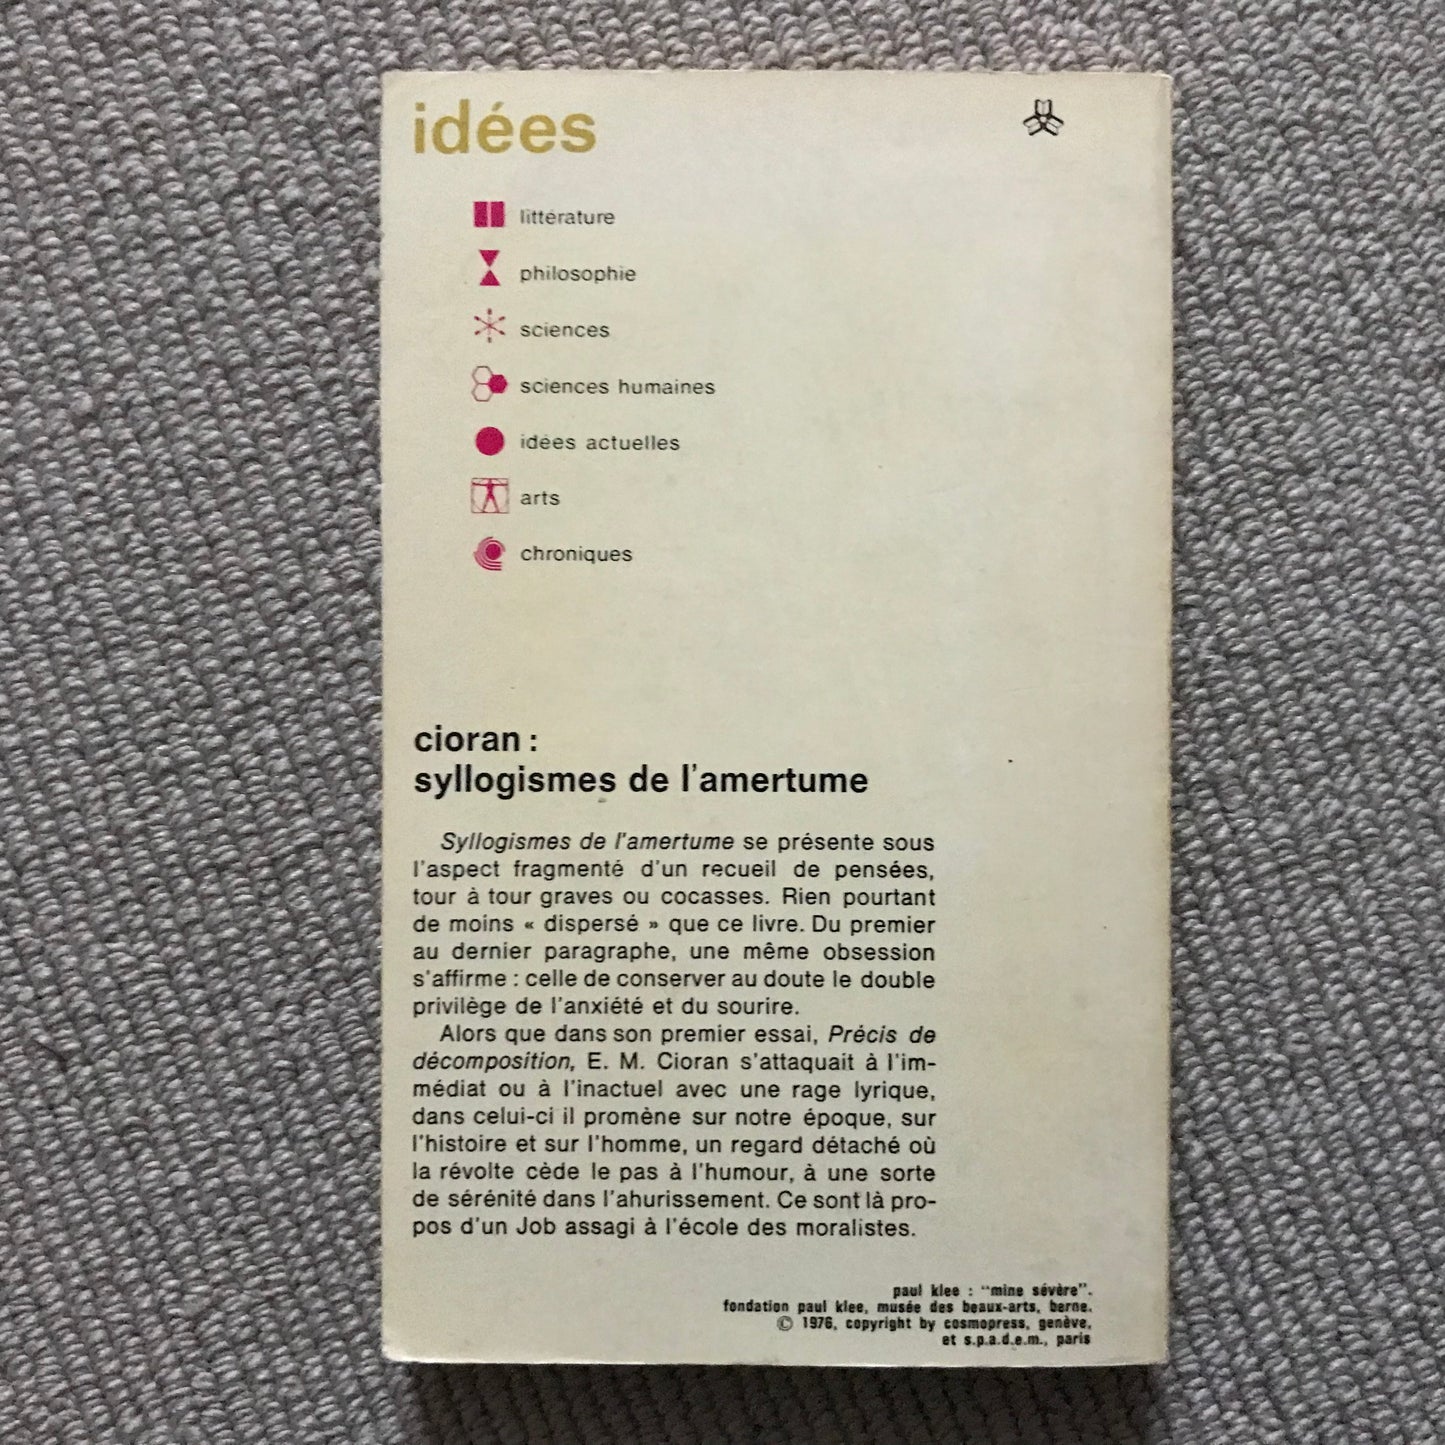 idées
littérature
philosophie
sciences
sciences humaines
idées actuelles
arts
chroniques
cioran :
syllogismes de l'amertume
Syllogismes de l'amertume se présente sous
l'aspect fragmenté d'un recueil de pensées,
tour à tour graves ou cocasses. Rien pourtant
de moins « dispersé » que ce livre. Du premier
au dernier paragraphe, une même obsession
s'affirme : celle de conserver au doute le double
privilège de l'anxiété et du sourire.
Alors que dans son premier essai, Précis de
décomposition, E. M. Cioran s'attaquait à l'im-
médiat ou à l'inactuel avec une rage lyrique,
dans celui-ci il promène sur notre époque, sur
l'histoire et sur l'homme, un regard détaché où
la révolte cède le pas à l'humour, à une sorte
de sérénité dans l'ahurissement. Ce sont là pro-
pos d'un Job assagi à l'école des moralistes.
paul klee : “mine sévère”.
fondation paul klee, musée des beaux-arts, berne.
© 1976, copyright by cosmopress, genève,
et s.p.a.d.e.m., paris